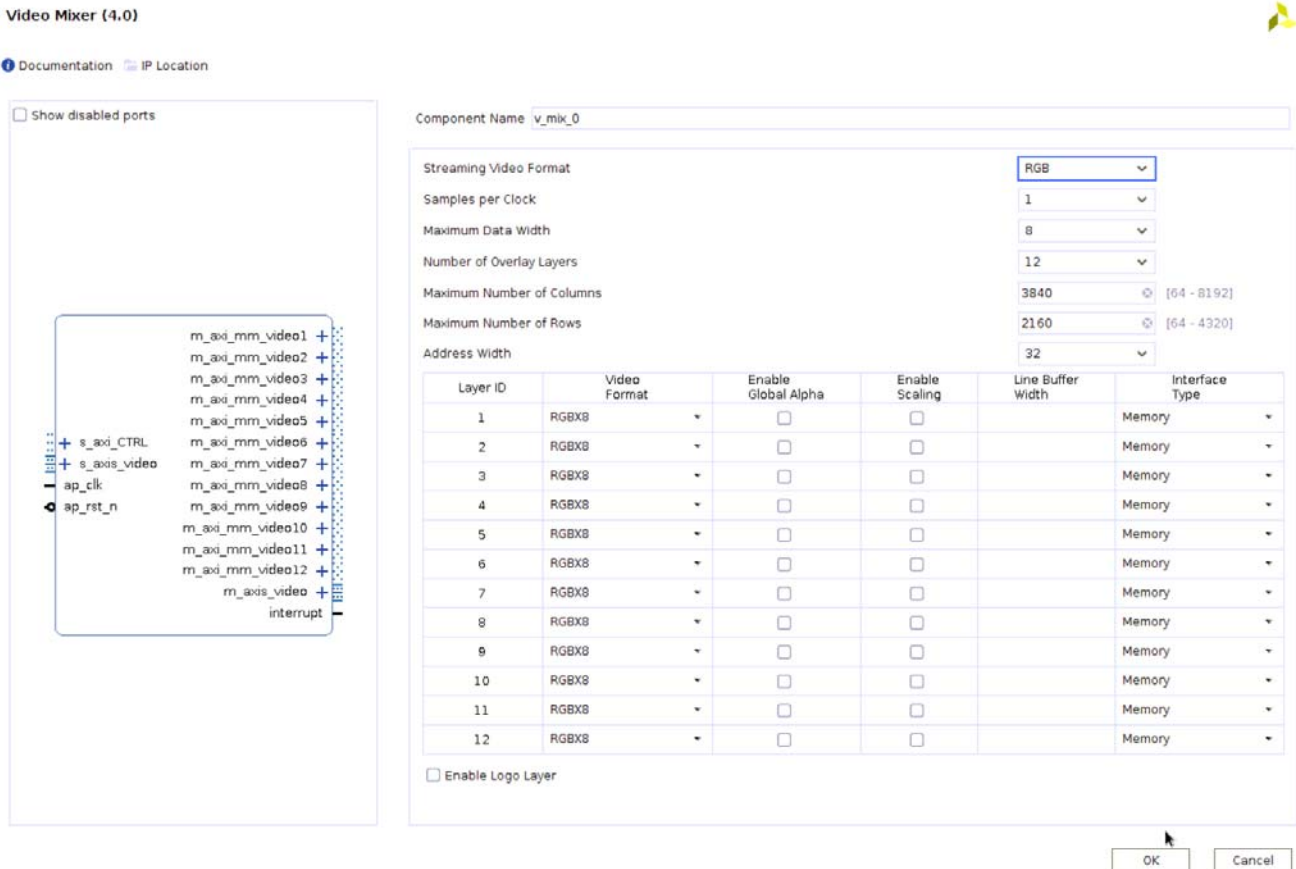 Video Mixer (4.0)
Documentation IP Location
Show disabled ports
m_axi_mm_video1
m_axi_mm_video2
m_axi_mm_video3
m_axi_mm_video4
m_axi_mm_video5
s_axi_CTRL m_axi_mm_video6
s_axis_video m_axi_mm_video7
ap_clk m_axi_mm_video8
ap_rst_n m_axi_mm_video9
m_axi_mm_video10
m_axi_mm_video11
m_axi_mm_video12
m_axis_video
interrupt
Component Name v_mix_0
Streaming Video Format RGB
Samples per Clock 1
Maximum Data Width 8
Number of Overlay Layers 12
Maximum Number of Columns 3840 [64 - 8192]
Maximum Number of Rows 2160 [64 - 4320]
Address Width 32
Layer ID Video Format Enable Global Alpha Enable Scaling Line Buffer Width Interface Type
1 RGBX8 Memory
2 RGBX8 Memory
3 RGBX8 Memory
4 RGBX8 Memory
5 RGBX8 Memory
6 RGBX8 Memory
7 RGBX8 Memory
8 RGBX8 Memory
9 RGBX8 Memory
10 RGBX8 Memory
11 RGBX8 Memory
12 RGBX8 Memory
Enable Logo Layer
OK Cancel